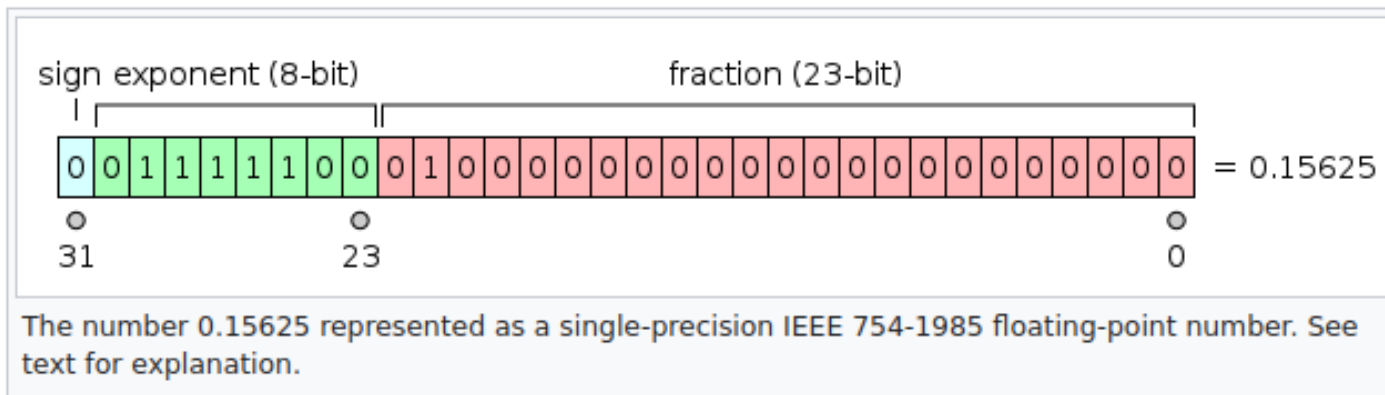 sign exponent (8-bit) fraction (23-bit)
0 0 1 1 1 1 1 0 0 0 1 0 0 0 0 0 0 0 0 0 0 0 0 0 0 0 0 0 0 0 0 0 = 0.15625
31 23 0
The number 0.15625 represented as a single-precision IEEE 754-1985 floating-point number. See
text for explanation.